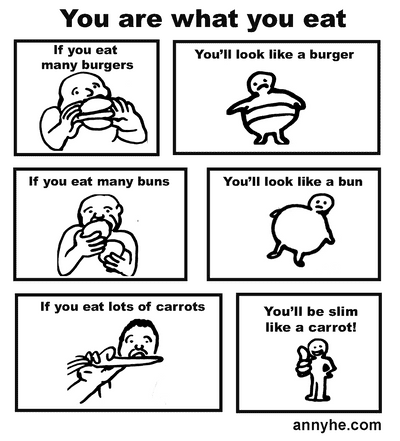 You are what you eat
If you eat
many burgers
You'll look like a burger
If you eat many buns
You'll look like a bun
If you eat lots of carrots
You'll be slim
like a carrot!
annyhe.com